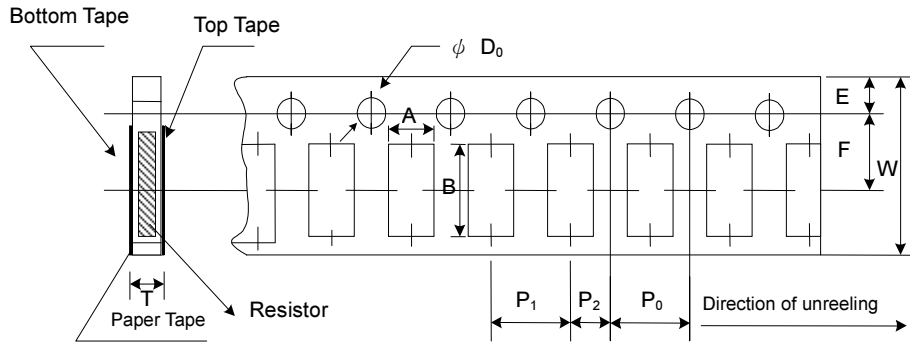 Bottom Tape
Top Tape
ϕ D₀
E
A
F
W
B
T
P₁
P₂
P₀
Direction of unreeling
Resistor
Paper Tape